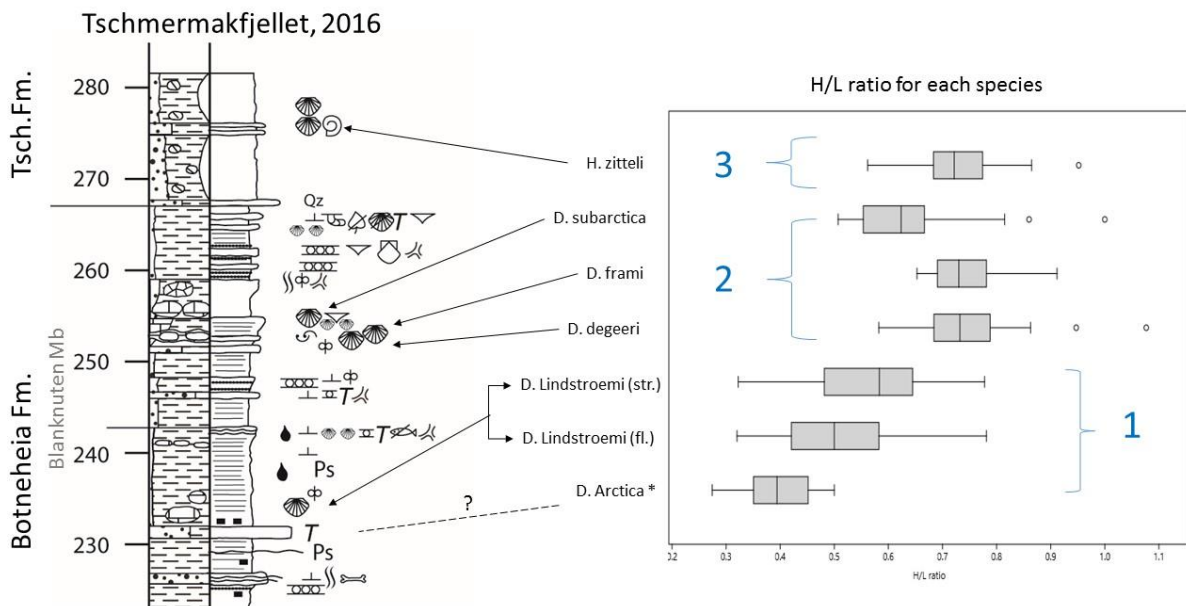 Tschmermakfjellet, 2016
Tsch.Fm.
Botneheia Fm.
Blanknuten Mb
280
270
260
250
240
230
Qz
T
T
T
Ps
T
Ps
?
H. zitteli
D. subarctica
D. frami
D. degeeri
D. Lindstroemi (str.)
D. Lindstroemi (fl.)
D. Arctica *
H/L ratio for each species
3
2
1
0.2 0.3 0.4 0.5 0.6 0.7 0.8 0.9 1.0 1.1
H/L ratio